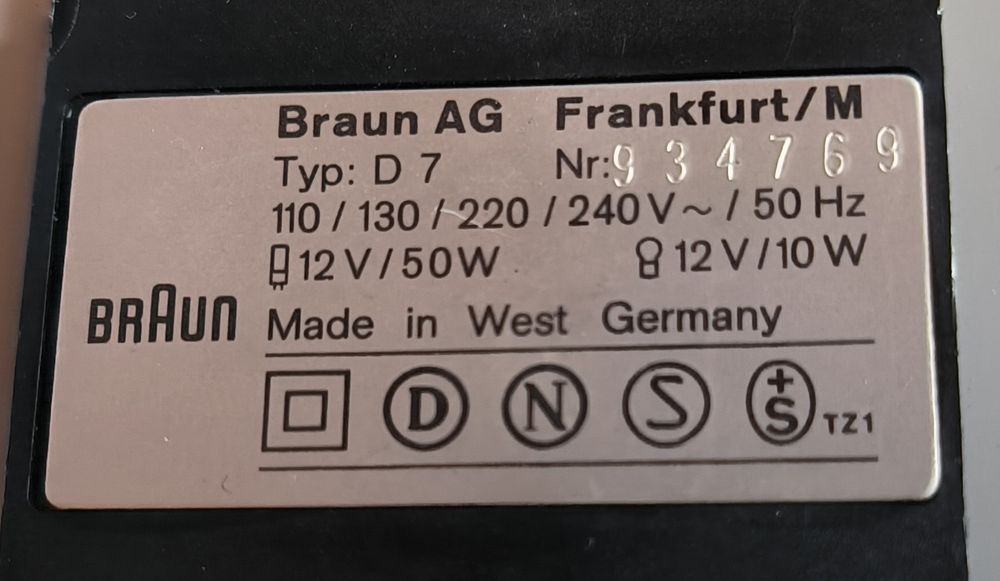 Braun AG Frankfurt/M
Typ: D 7 Nr: 934769
110 / 130 / 220 / 240 V ~ / 50 Hz
12 V / 50 W 12 V / 10 W
BRAUN Made in West Germany
D N S +S TZ1